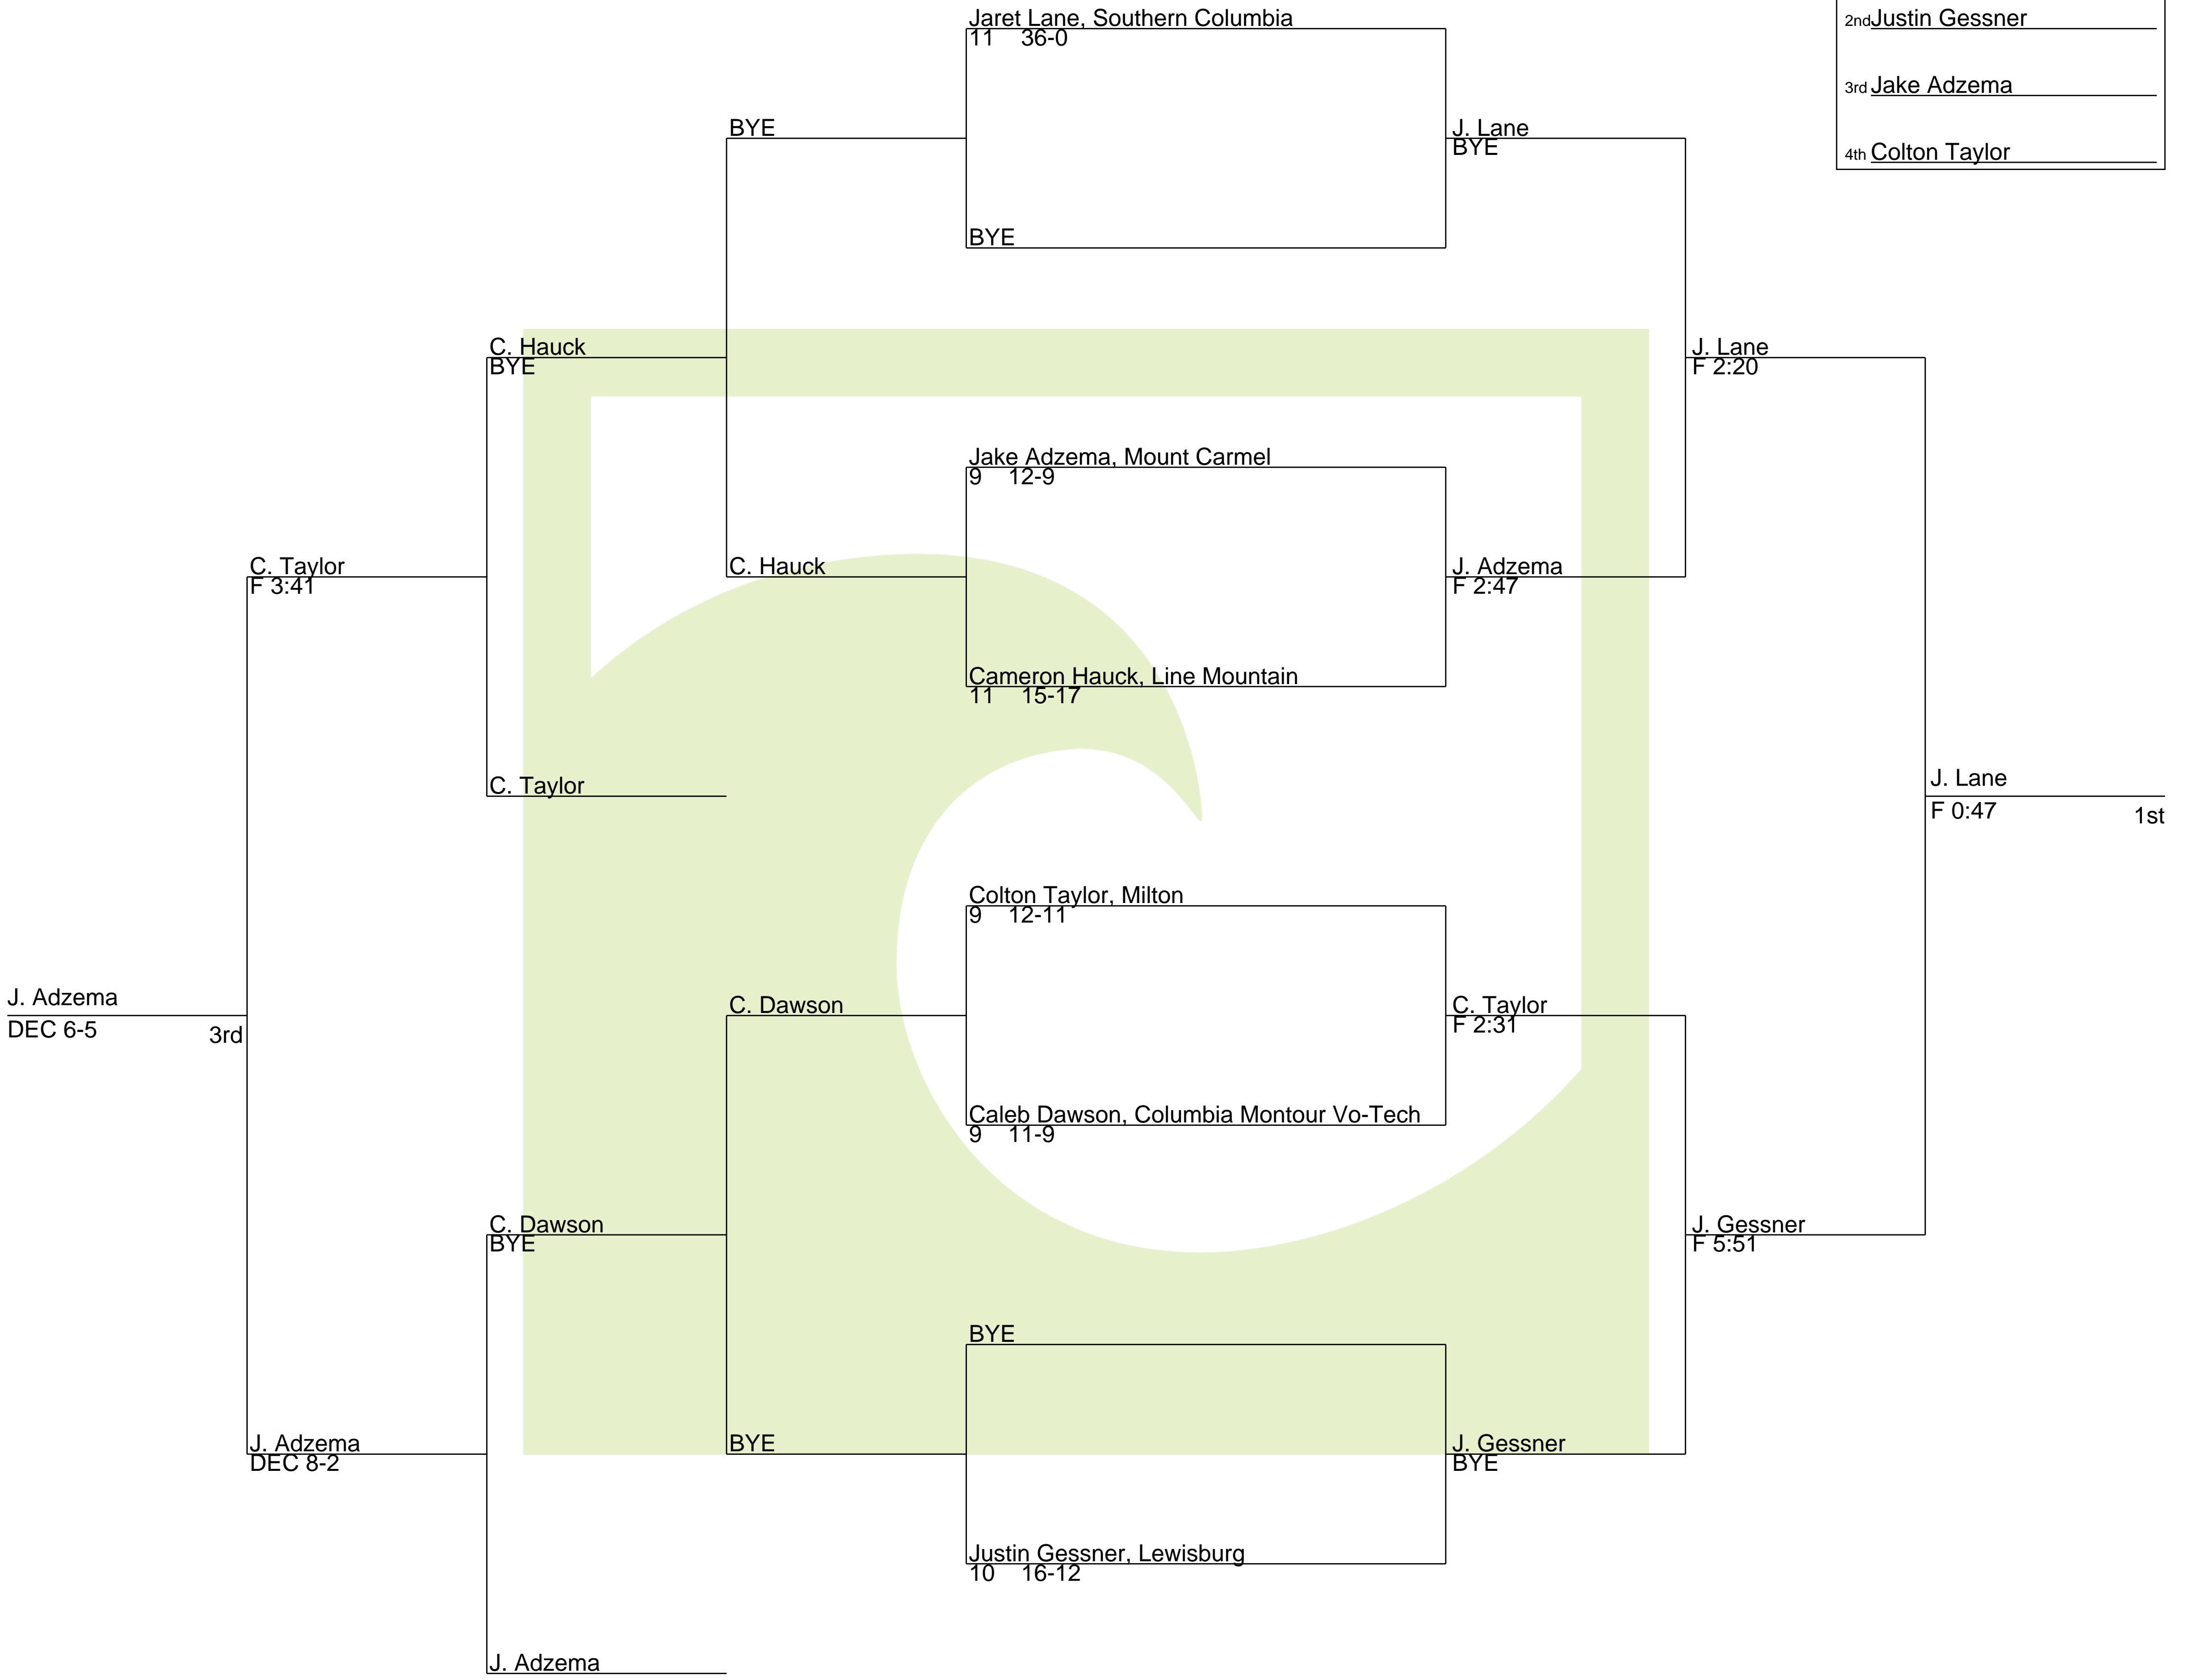 Jaret Lane, Southern Columbia
11 36-0
2nd Justin Gessner
3rd Jake Adzema
4th Colton Taylor
BYE
J. Lane
BYE
BYE
C. Hauck
BYE
J. Lane
F 2:20
Jake Adzema, Mount Carmel
9 12-9
C. Taylor
F 3:41
C. Hauck
J. Adzema
F 2:47
Cameron Hauck, Line Mountain
11 15-17
C. Taylor
J. Lane
F 0:47
1st
Colton Taylor, Milton
9 12-11
J. Adzema
DEC 6-5
3rd
C. Dawson
C. Taylor
F 2:31
Caleb Dawson, Columbia Montour Vo-Tech
9 11-9
C. Dawson
BYE
J. Gessner
F 5:51
BYE
J. Adzema
DEC 8-2
BYE
J. Gessner
BYE
Justin Gessner, Lewisburg
10 16-12
J. Adzema